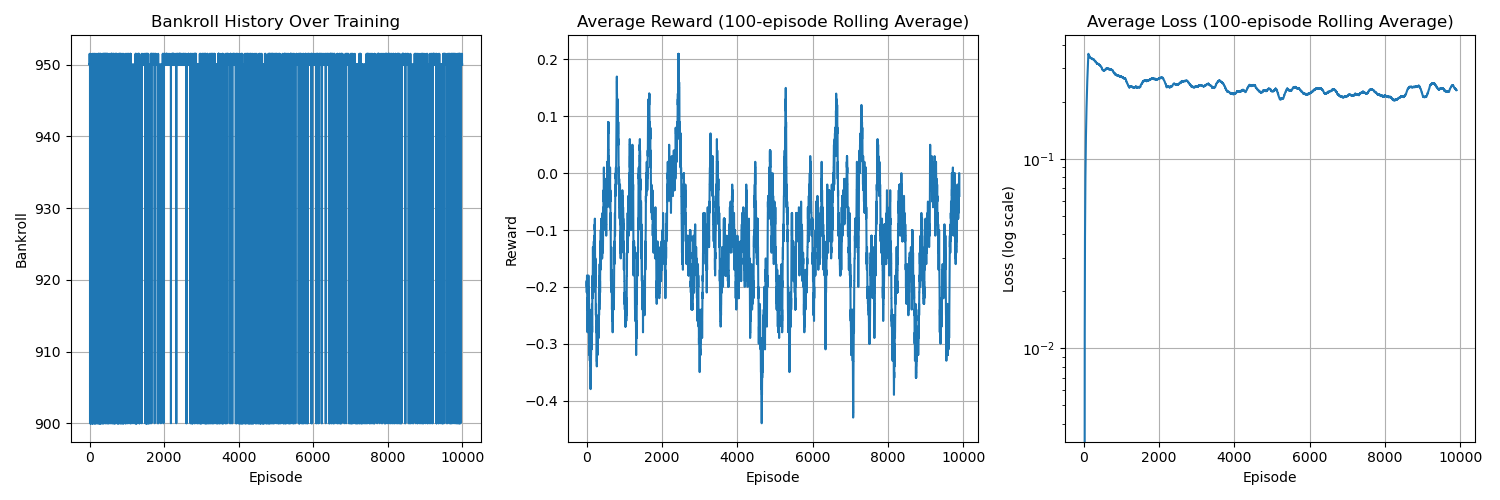 Bankroll History Over Training
Bankroll
950
940
930
920
910
900
0 2000 4000 6000 8000 10000
Episode
Average Reward (100-episode Rolling Average)
Reward
0.2
0.1
0.0
−0.1
−0.2
−0.3
−0.4
0 2000 4000 6000 8000 10000
Episode
Average Loss (100-episode Rolling Average)
Loss (log scale)
10⁻¹
10⁻²
0 2000 4000 6000 8000 10000
Episode